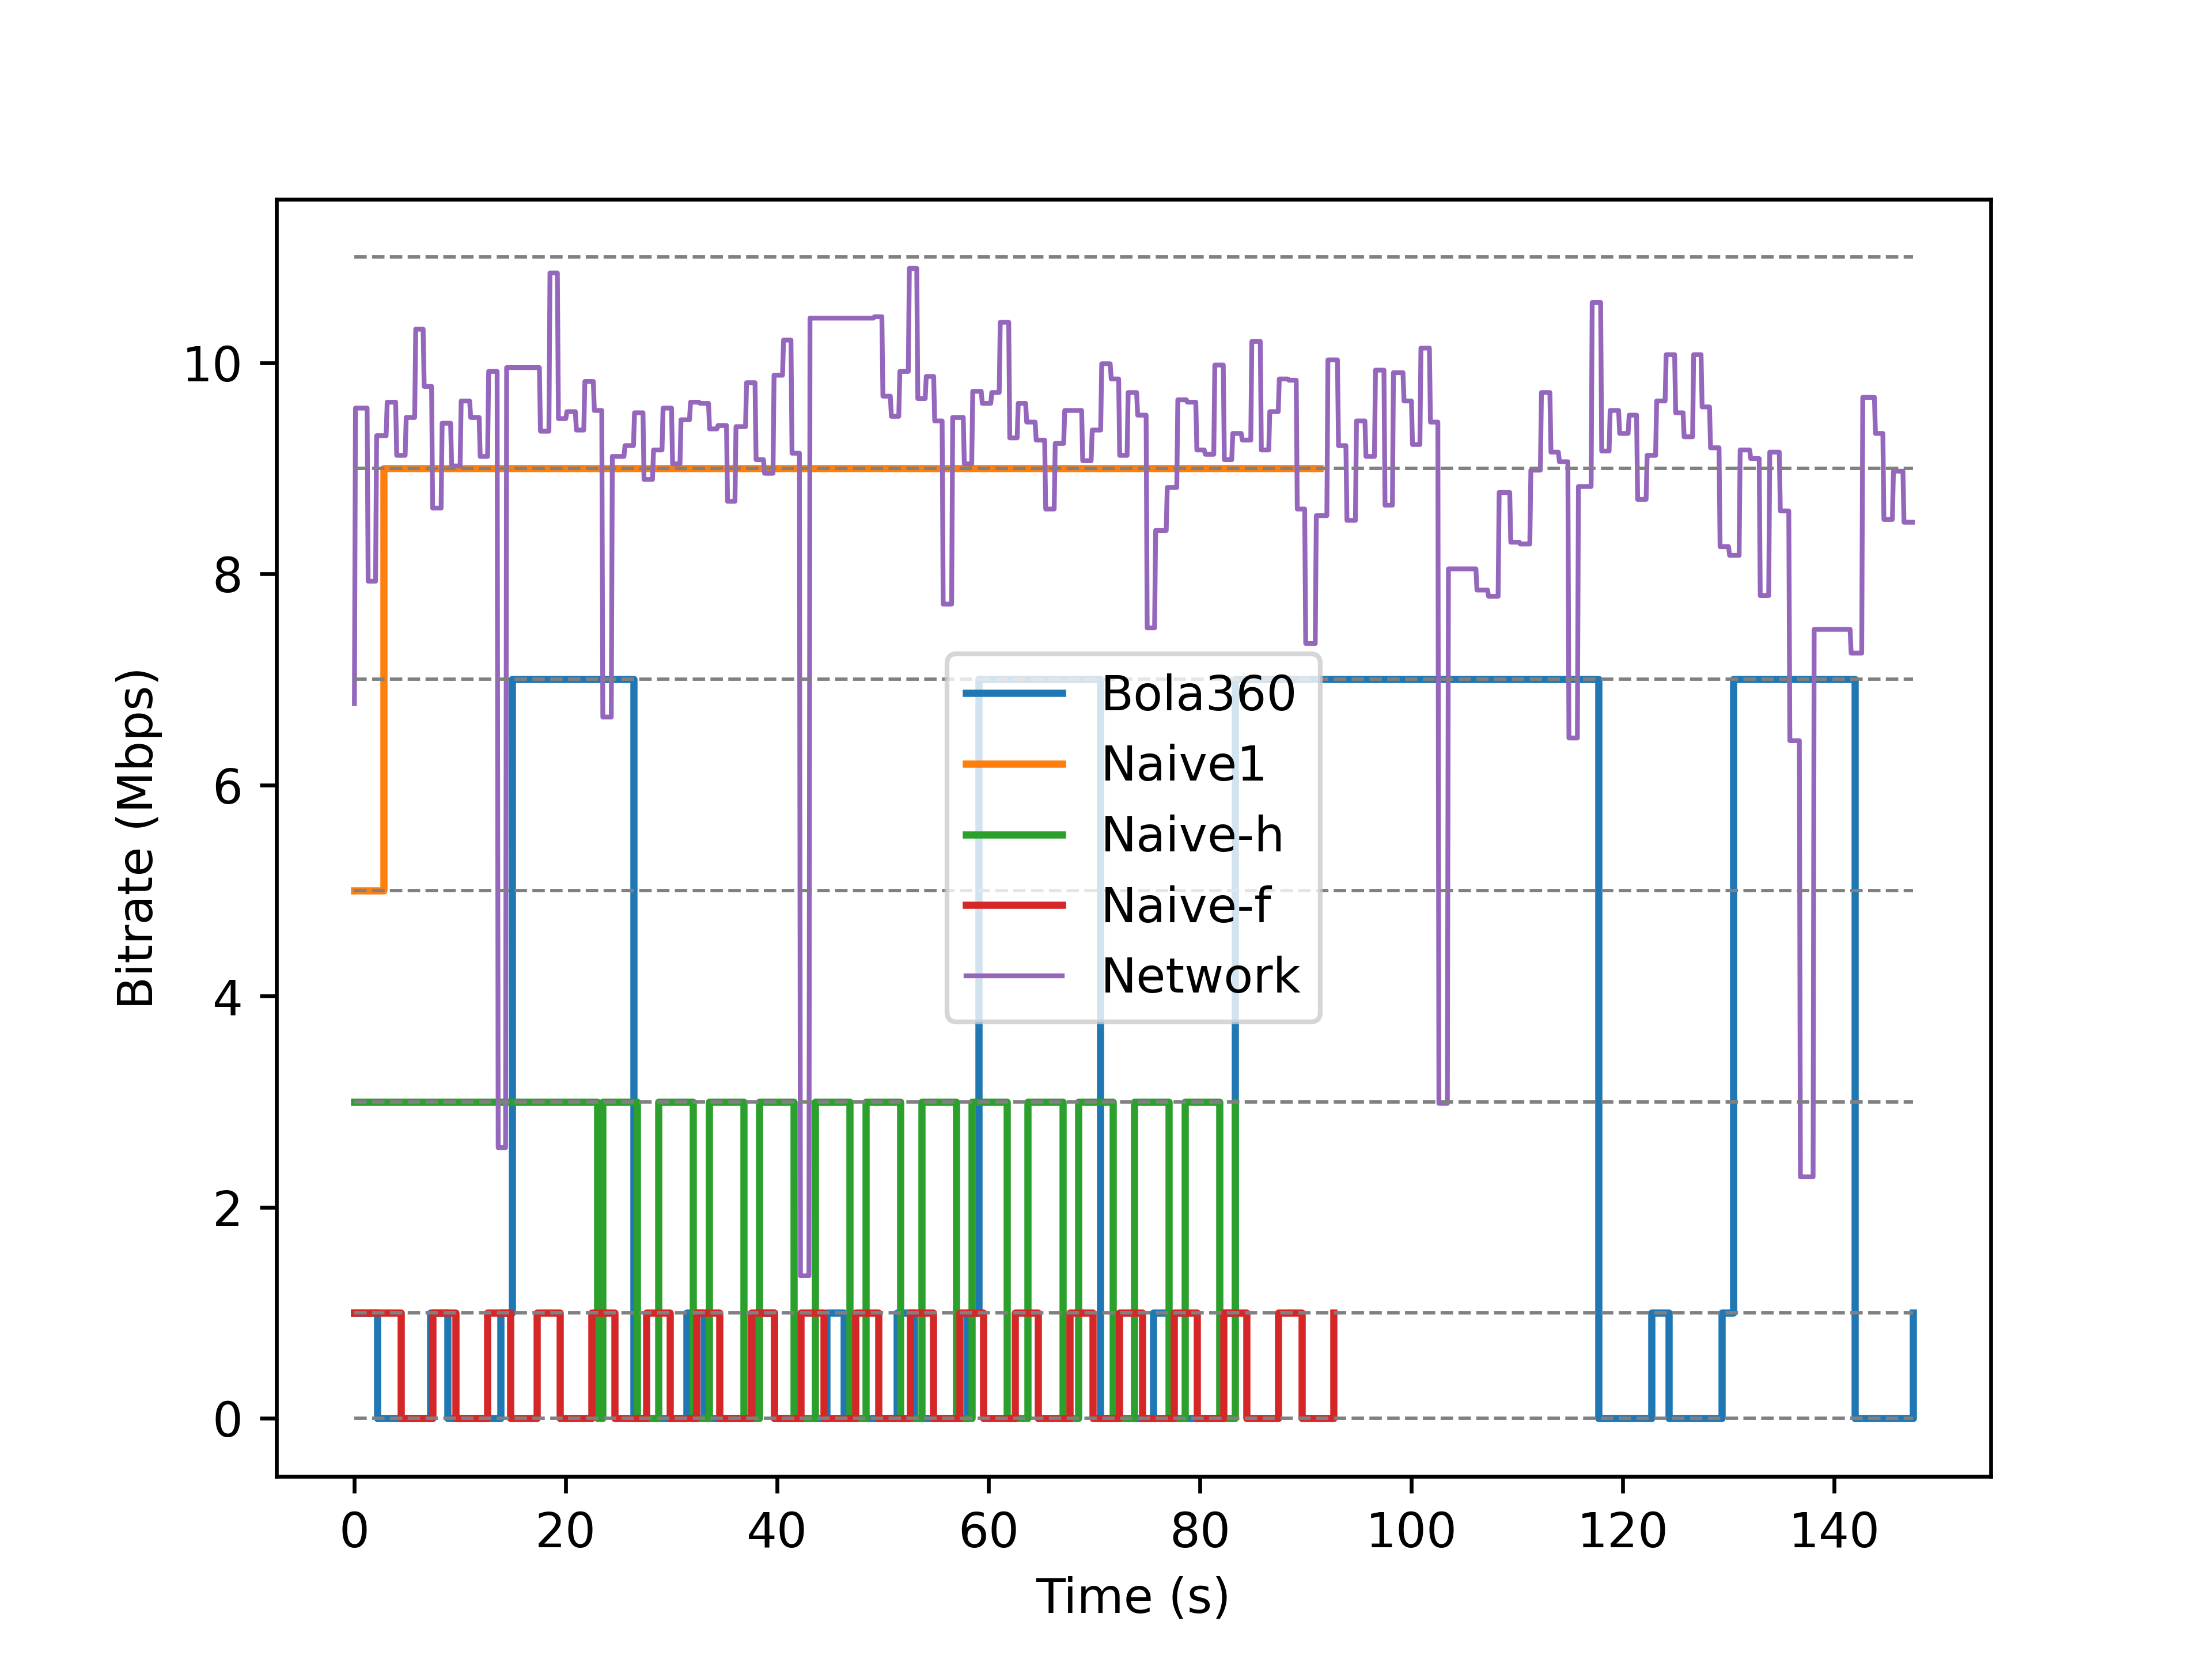 10
8
6
4
2
0
Bitrate (Mbps)
Bola360
Naive1
Naive-h
Naive-f
Network
0 20 40 60 80 100 120 140
Time (s)